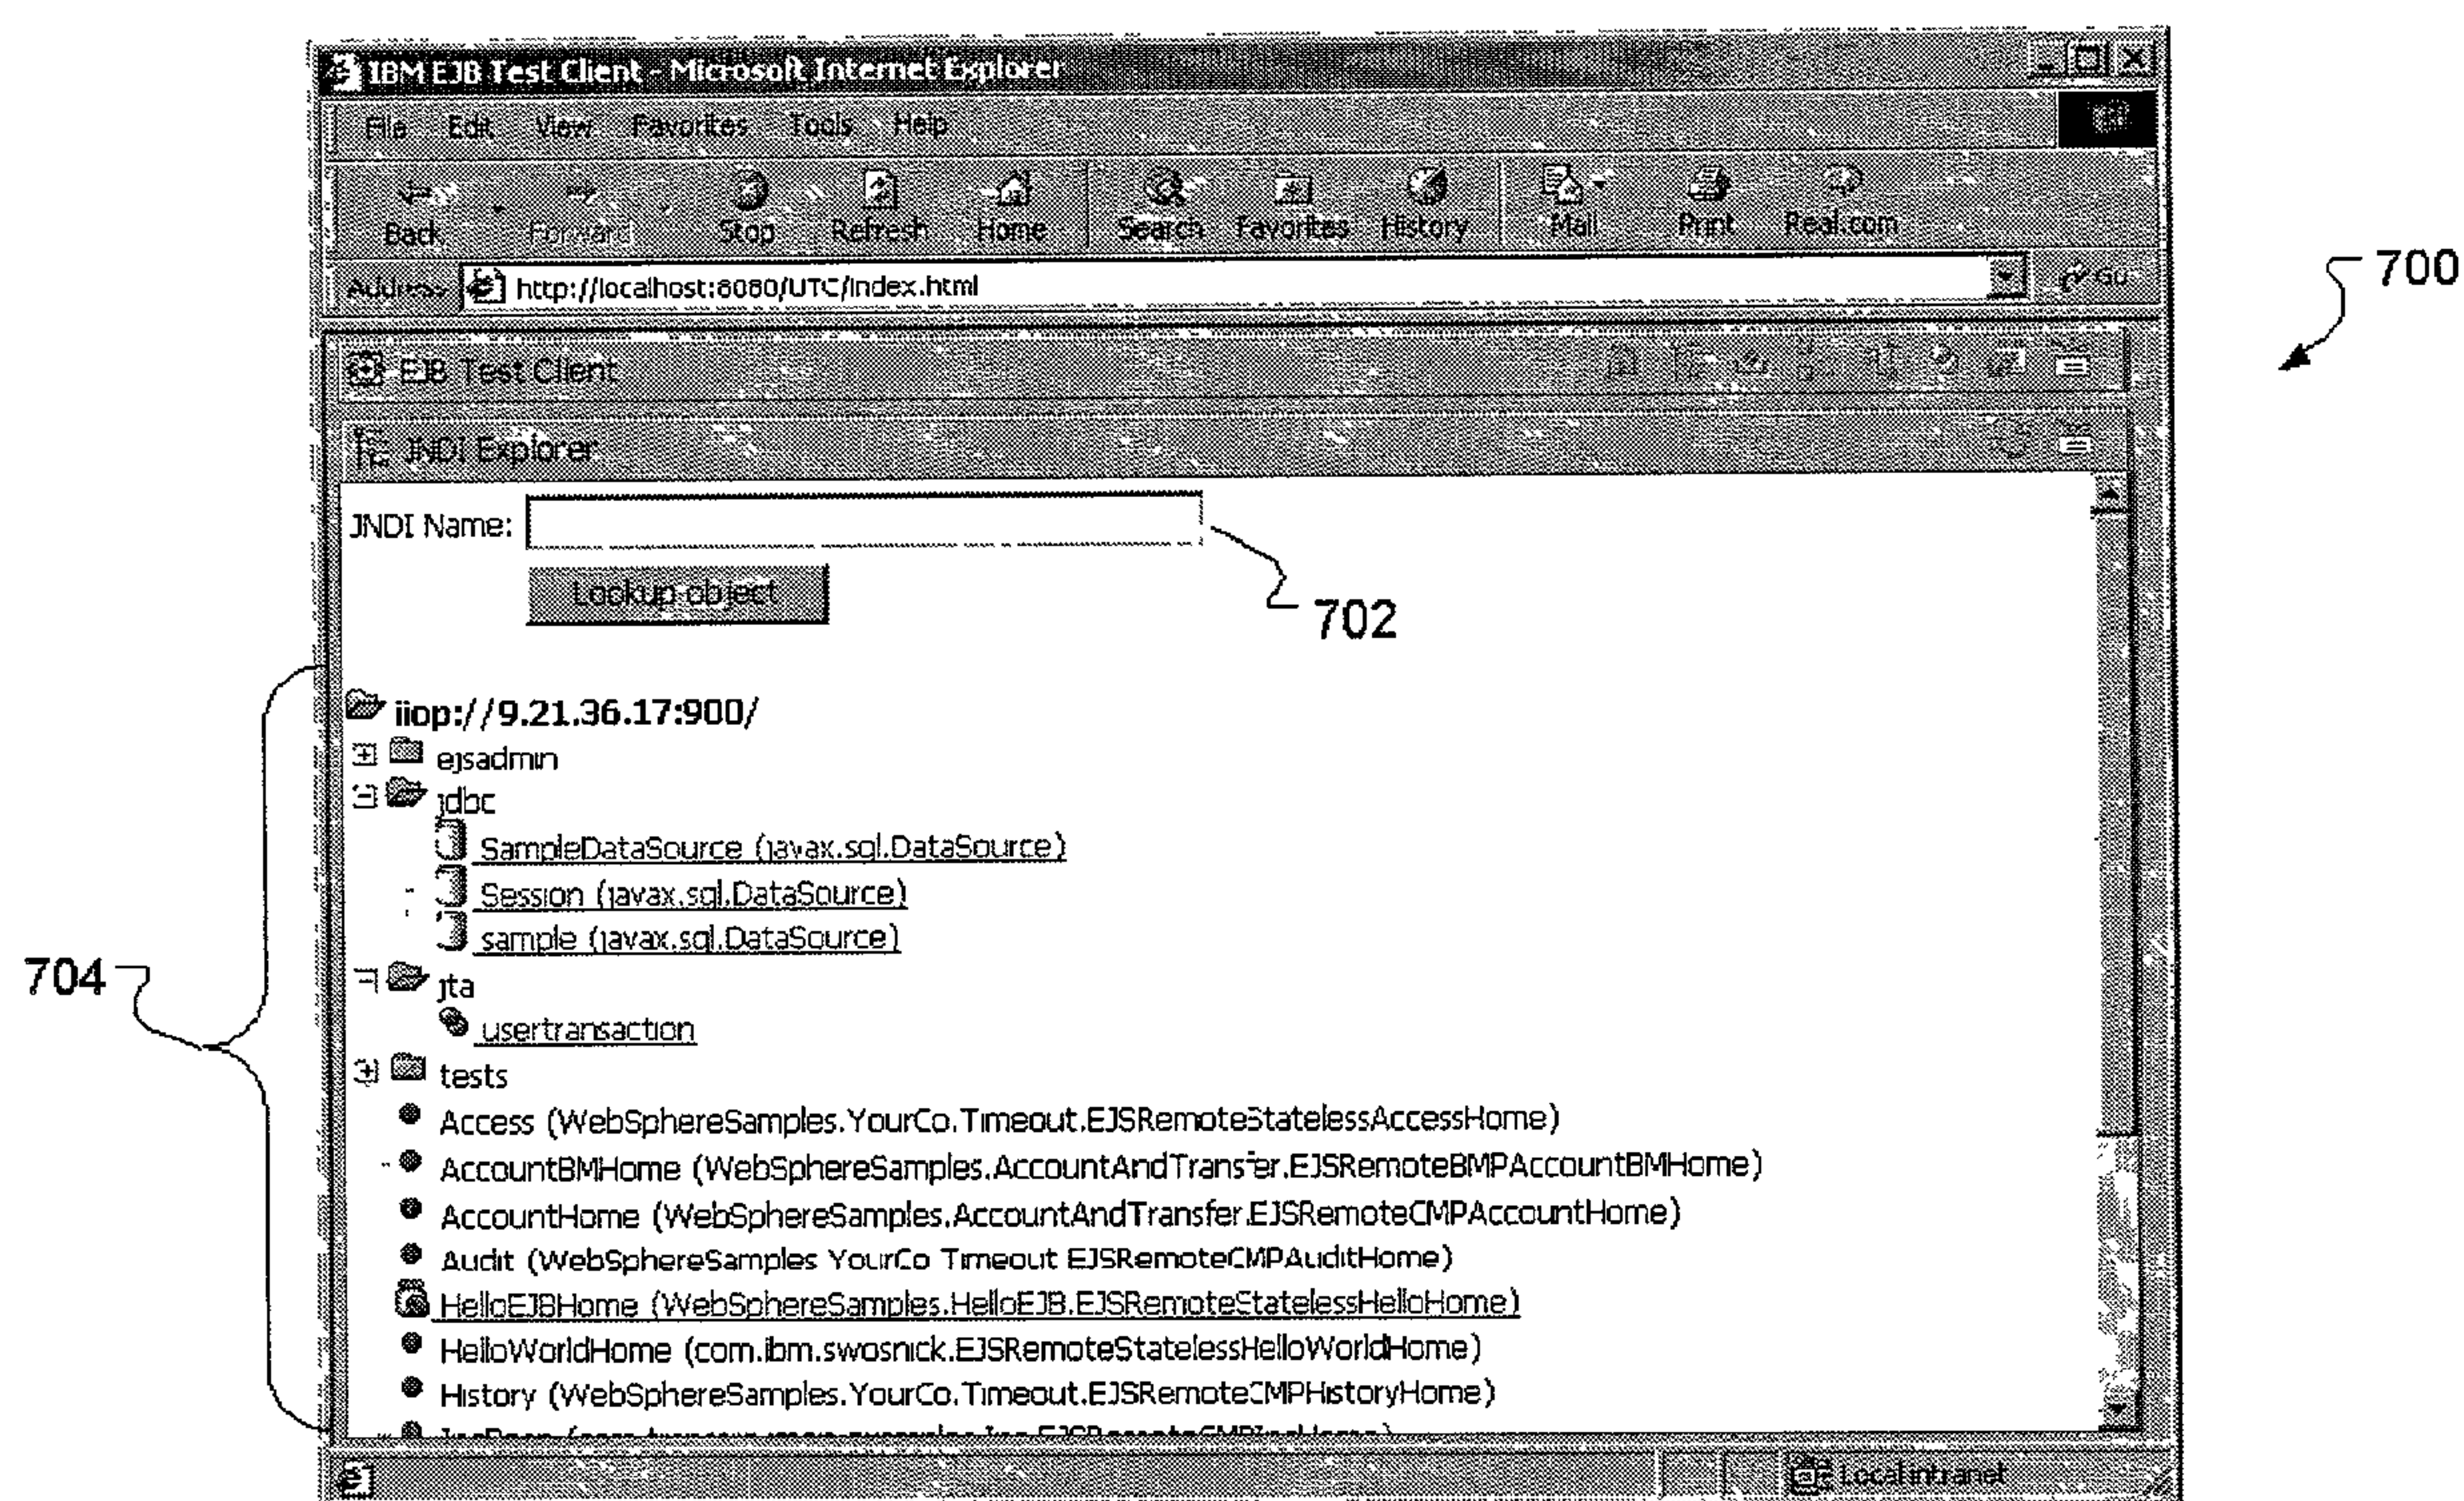 IBM EJB Test Client - Microsoft Internet Explorer
File Edit View Favorites Tools Help
Back Forward Stop Refresh Home Search Favorites History Mail Print Real.com
Address http://localhost:8080/UTC/index.html Go
700
EJB Test Client
JNDI Explorer
JNDI Name:
Lookup object
702
iiop://9.21.36.17:900/
ejsadmin
jdbc
SampleDataSource (javax.sql.DataSource)
Session (javax.sql.DataSource)
sample (javax.sql.DataSource)
704
jta
usertransaction
tests
Access (WebSphereSamples.YourCo.Timeout.EJSRemoteStatelessAccessHome)
AccountBMHome (WebSphereSamples.AccountAndTransfer.EJSRemoteBMPAccountBMHome)
AccountHome (WebSphereSamples.AccountAndTransfer.EJSRemoteCMPAccountHome)
Audit (WebSphereSamples YourCo Timeout EJSRemoteCMPAuditHome)
HelloEJBHome (WebSphereSamples.HelloEJB.EJSRemoteStatelessHelloHome)
HelloWorldHome (com.ibm.swosnick.EJSRemoteStatelessHelloWorldHome)
History (WebSphereSamples.YourCo.Timeout.EJSRemoteCMPHistoryHome)
Local intranet